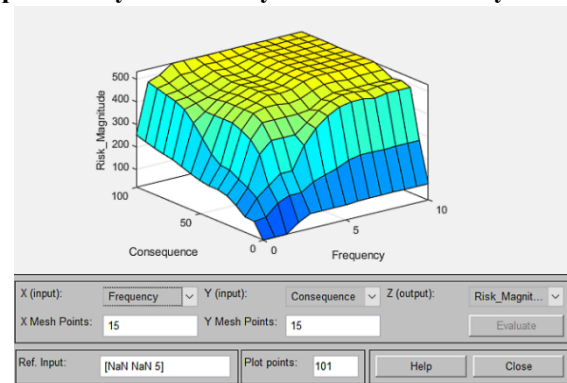 500
400
300
200
100
Risk_Magnitude
100
50
0
0
5
10
Consequence
Frequency
X (input): Frequency Y (input): Consequence Z (output): Risk_Magnit...
X Mesh Points: 15 Y Mesh Points: 15 Evaluate
Ref. Input: [NaN NaN 5] Plot points: 101 Help Close